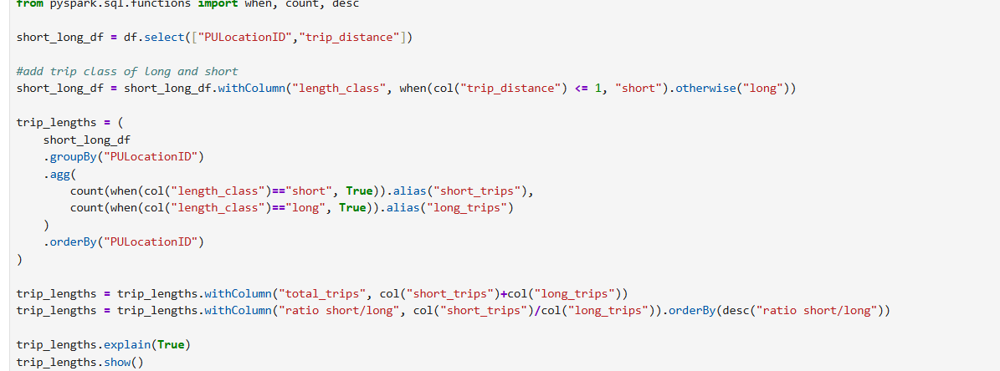 from pyspark.sql.functions import when, count, desc
short_long_df = df.select(["PULocationID","trip_distance"])
#add trip class of long and short
short_long_df = short_long_df.withColumn("length_class", when(col("trip_distance") <= 1, "short").otherwise("long"))
trip_lengths = (
    short_long_df
    .groupBy("PULocationID")
    .agg(
        count(when(col("length_class")=="short", True)).alias("short_trips"),
        count(when(col("length_class")=="long", True)).alias("long_trips")
    )
    .orderBy("PULocationID")
)
trip_lengths = trip_lengths.withColumn("total_trips", col("short_trips")+col("long_trips"))
trip_lengths = trip_lengths.withColumn("ratio short/long", col("short_trips")/col("long_trips")).orderBy(desc("ratio short/long"))
trip_lengths.explain(True)
trip_lengths.show()